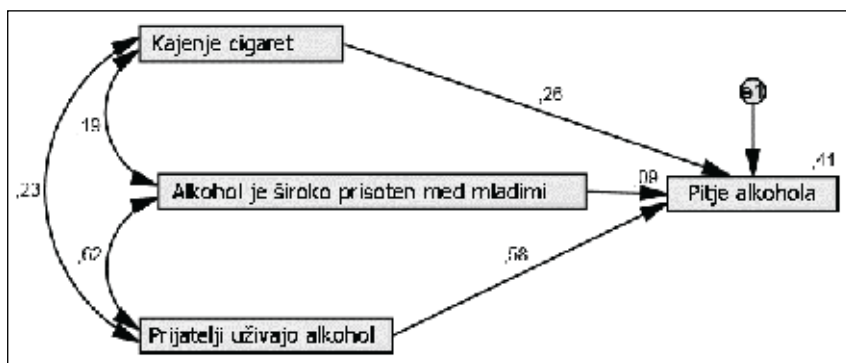 Kajenje cigaret
,26
e1
,19
,41
Alkohol je široko prisoten med mladimi
,09
Pitje alkohola
,23
,62
,58
Prijatelji uživajo alkohol